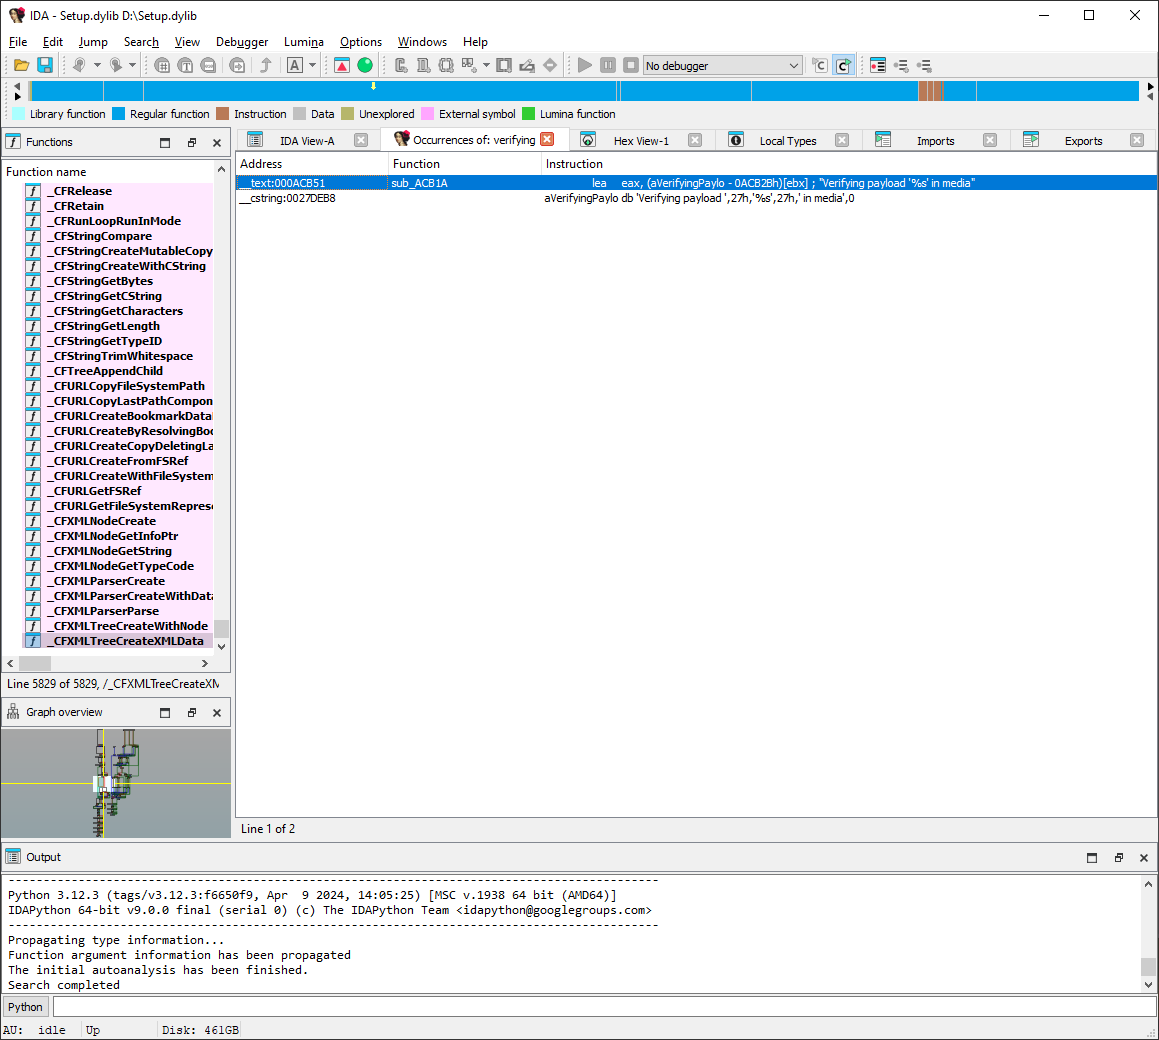 IDA - Setup.dylib D:\Setup.dylib
File Edit Jump Search View Debugger Lumina Options Windows Help
No debugger
Library function Regular function Instruction Data Unexplored External symbol Lumina function
Functions
IDA View-A Occurrences of: verifying Hex View-1 Local Types Imports Exports
Function name
_CFRelease
_CFRetain
_CFRunLoopRunInMode
_CFStringCompare
_CFStringCreateMutableCopy
_CFStringCreateWithCString
_CFStringGetBytes
_CFStringGetCString
_CFStringGetCharacters
_CFStringGetLength
_CFStringGetTypeID
_CFStringTrimWhitespace
_CFTreeAppendChild
_CFURLCopyFileSystemPath
_CFURLCopyLastPathCompon
_CFURLCreateBookmarkData
_CFURLCreateByResolvingBoo
_CFURLCreateCopyDeletingLa
_CFURLCreateFromFSRef
_CFURLCreateWithFileSystem
_CFURLGetFSRef
_CFURLGetFileSystemRepres
_CFXMLNodeCreate
_CFXMLNodeGetInfoPtr
_CFXMLNodeGetString
_CFXMLNodeGetTypeCode
_CFXMLParserCreate
_CFXMLParserCreateWithData
_CFXMLParserParse
_CFXMLTreeCreateWithNode
_CFXMLTreeCreateXMLData
Line 5829 of 5829, /_CFXMLTreeCreateXM
Graph overview
Address Function Instruction
__text:000ACB51 sub_ACB1A lea eax, (aVerifyingPaylo - 0ACB2Bh)[ebx] ; "Verifying payload '%s' in media"
__cstring:0027DEB8 aVerifyingPaylo db 'Verifying payload ',27h,'%s',27h,' in media',0
Line 1 of 2
Output
---------------------------------------------------------------------------------------------
Python 3.12.3 (tags/v3.12.3:f6650f9, Apr  9 2024, 14:05:25) [MSC v.1938 64 bit (AMD64)]
IDAPython 64-bit v9.0.0 final (serial 0) (c) The IDAPython Team <idapython@googlegroups.com>
---------------------------------------------------------------------------------------------
Propagating type information...
Function argument information has been propagated
The initial autoanalysis has been finished.
Search completed
Python
AU: idle Up Disk: 461GB